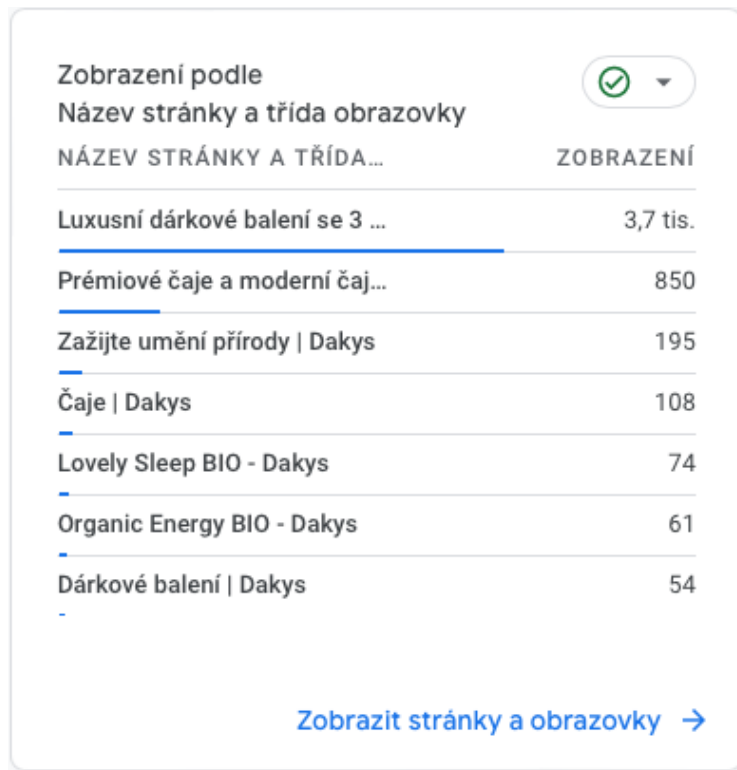 Zobrazení podle
Název stránky a třída obrazovky
NÁZEV STRÁNKY A TŘÍDA... ZOBRAZENÍ
Luxusní dárkové balení se 3 ... 3,7 tis.
Prémiové čaje a moderní čaj... 850
Zažijte umění přírody | Dakys 195
Čaje | Dakys 108
Lovely Sleep BIO - Dakys 74
Organic Energy BIO - Dakys 61
Dárkové balení | Dakys 54
Zobrazit stránky a obrazovky →